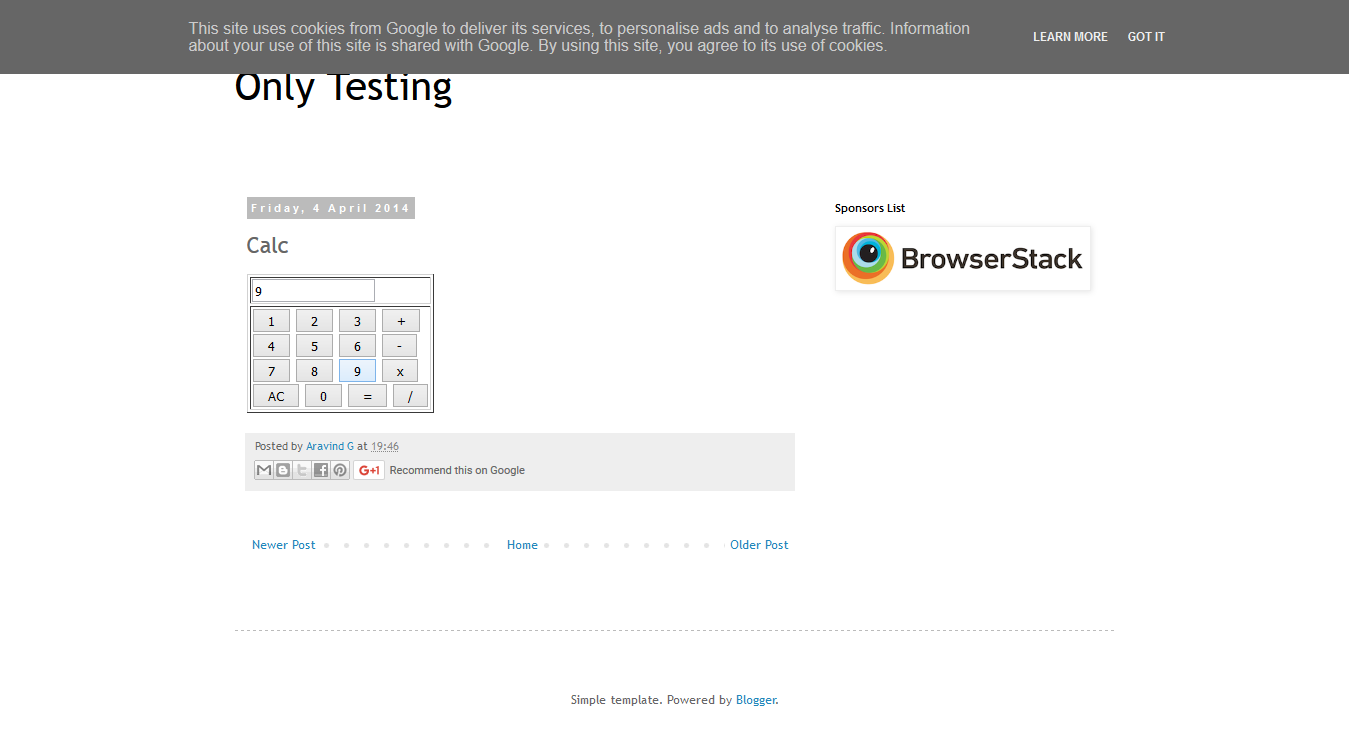 This site uses cookies from Google to deliver its services, to personalise ads and to analyse traffic. Information
about your use of this site is shared with Google. By using this site, you agree to its use of cookies.
LEARN MORE GOT IT
Only Testing
Friday, 4 April 2014
Calc
9
1 2 3 +
4 5 6 -
7 8 9 x
AC 0 = /
Posted by Aravind G at 19:46
G+1 Recommend this on Google
Newer Post Home Older Post
Sponsors List
BrowserStack
Simple template. Powered by Blogger.